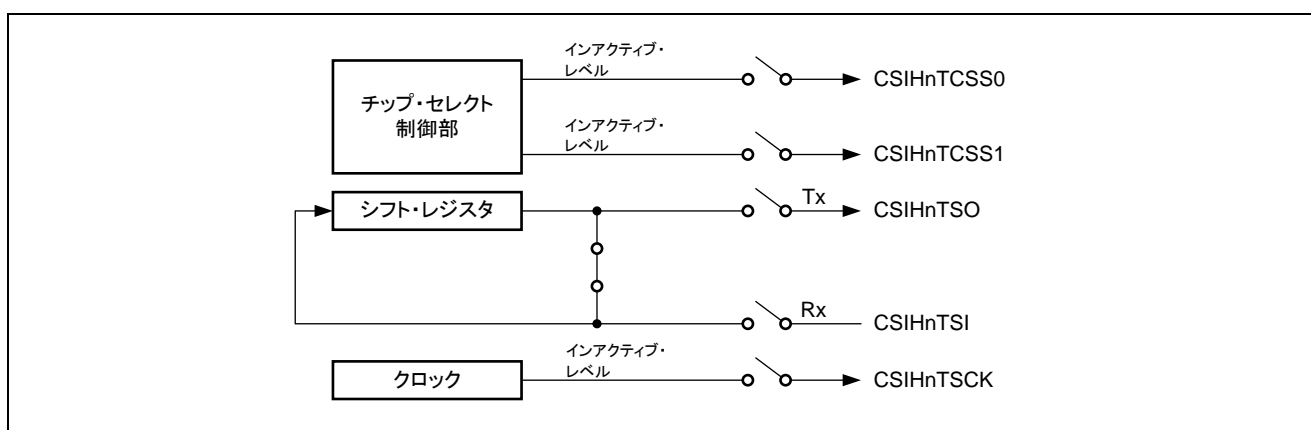 インアクティブ・
レベル
CSIHnTCSS0
チップ・セレクト
制御部
インアクティブ・
レベル
CSIHnTCSS1
シフト・レジスタ
Tx
CSIHnTSO
Rx
CSIHnTSI
インアクティブ・
レベル
クロック
CSIHnTSCK